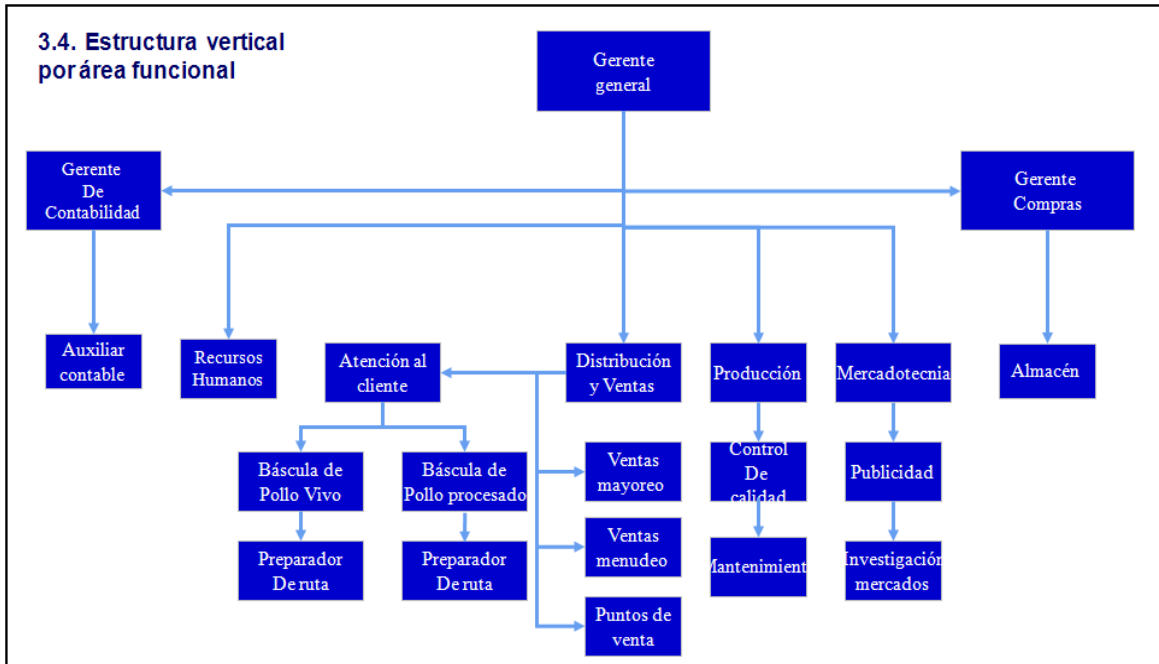 3.4. Estructura vertical
por área funcional
Gerente
general
Gerente
De
Contabilidad
Gerente
Compras
Auxiliar
contable
Recursos
Humanos
Atención al
cliente
Distribución
y Ventas
Producción
Mercadotecnia
Almacén
Báscula de
Pollo Vivo
Báscula de
Pollo procesado
Ventas
mayoreo
Control
De
calidad
Publicidad
Preparador
De ruta
Preparador
De ruta
Ventas
menudeo
Mantenimient
Investigación
mercados
Puntos de
venta